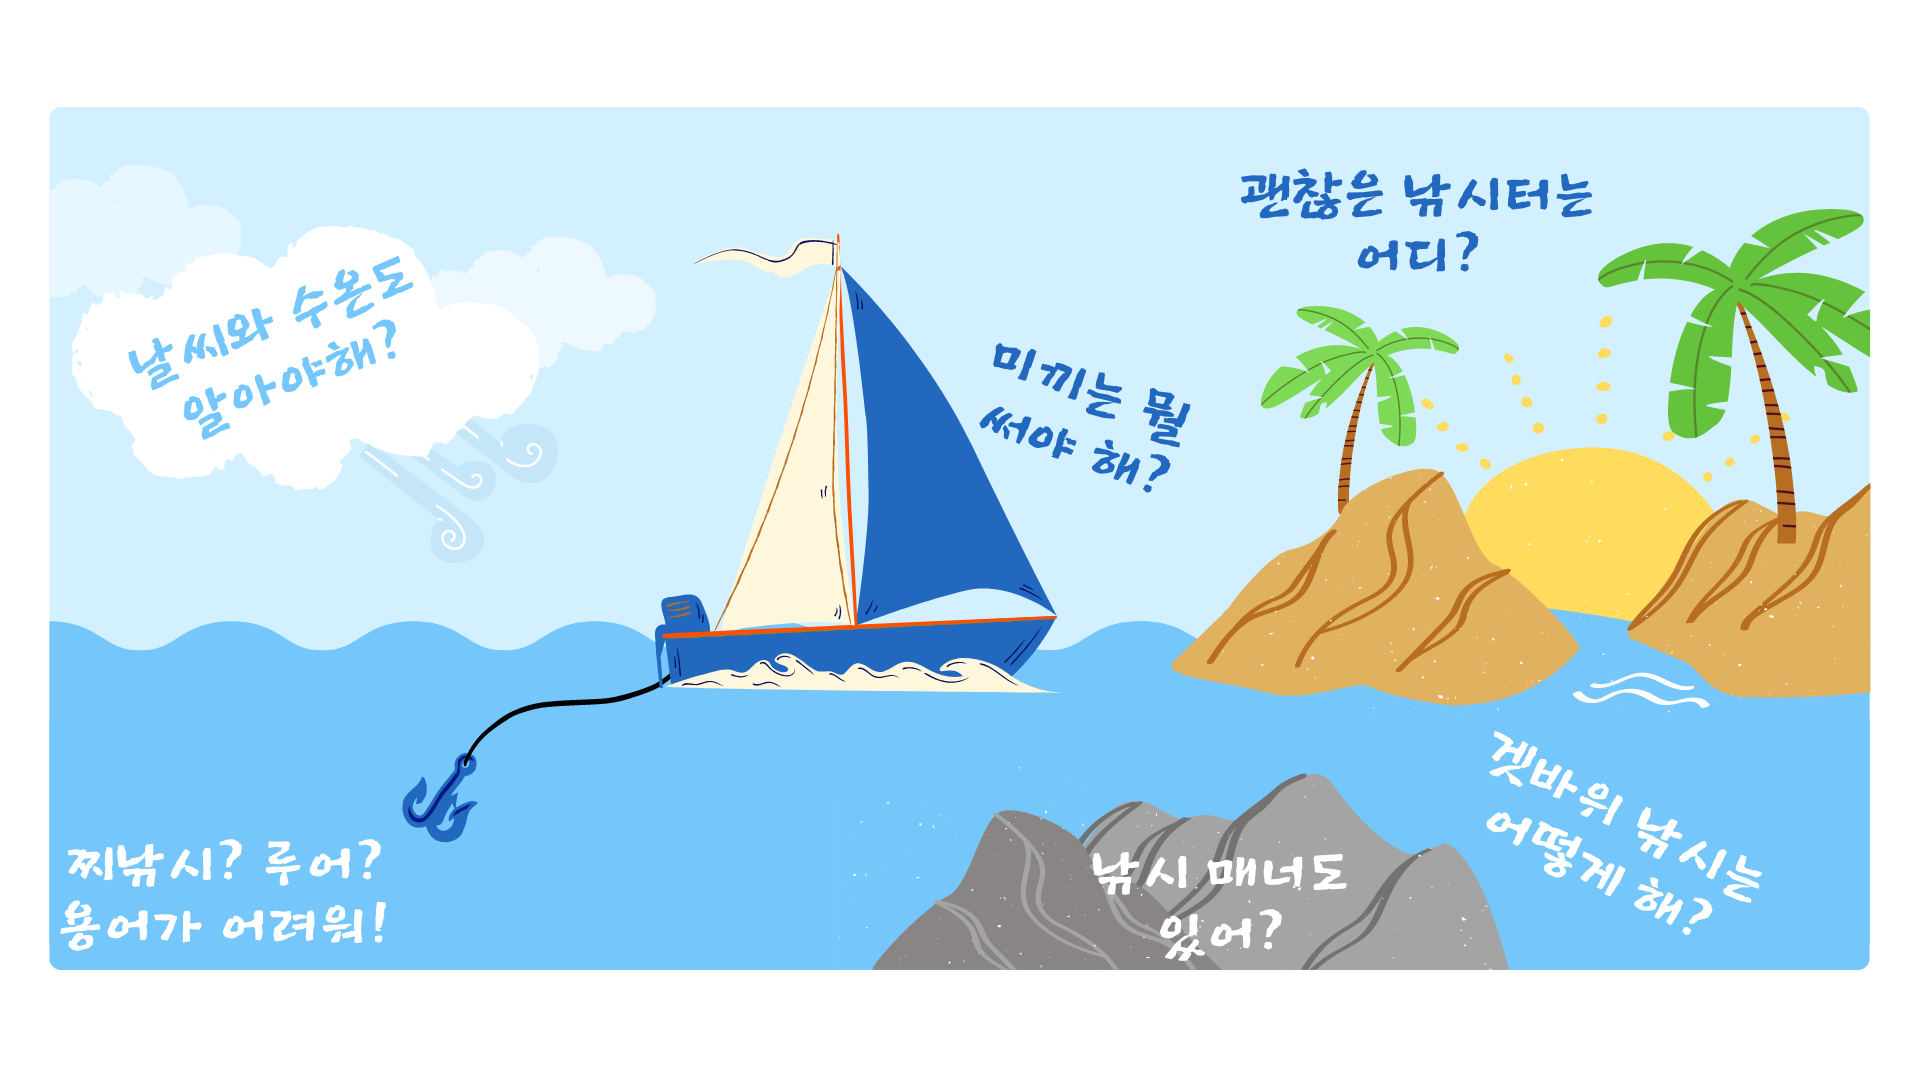 괜찮은 낚시터는
어디?
날씨와 수온도
알아야해?
미끼는 뭘
써야 해?
겟바위 낚시는
어떻게 해?
찌낚시? 루어?
용어가 어려워!
낚시 매너도
있어?